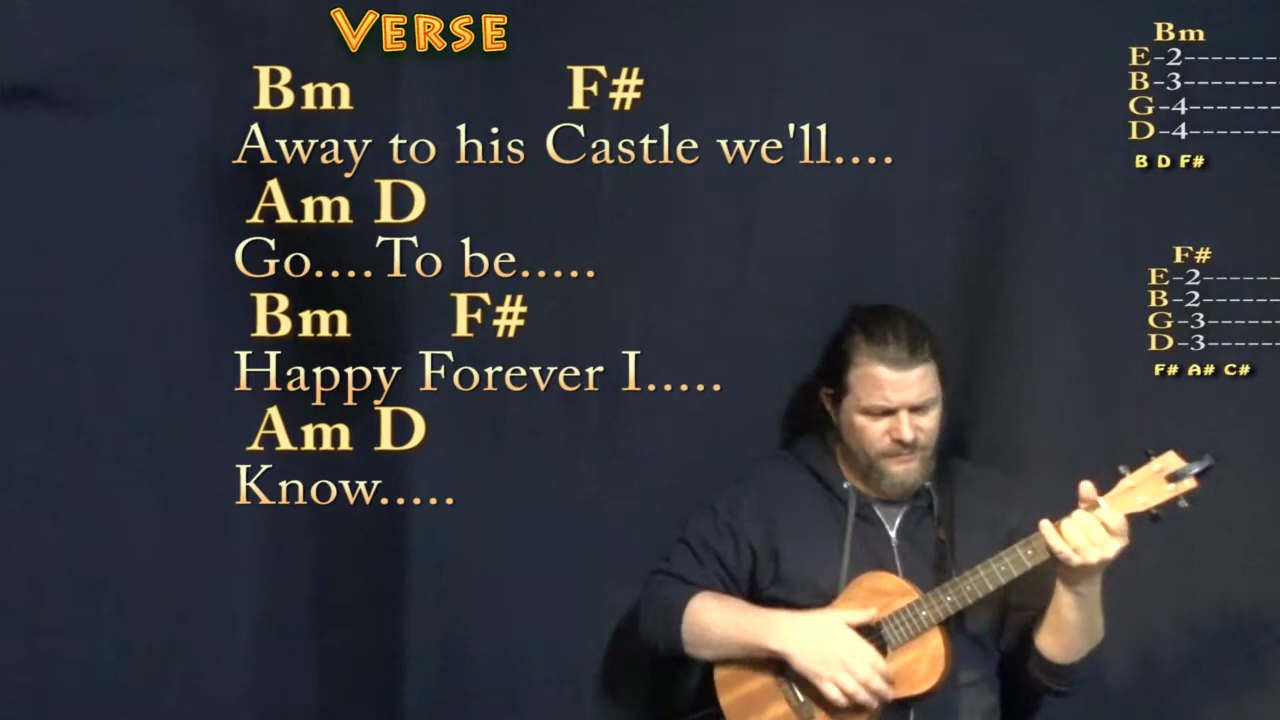 VERSE
Bm F#
Away to his Castle we'll....
Am D
Go....To be.....
Bm F#
Happy Forever I.....
Am D
Know.....
Bm
E-2-------
B-3-------
G-4-------
D-4-------
B D F#
F#
E-2------
B-2------
G-3------
D-3------
F# A# C#